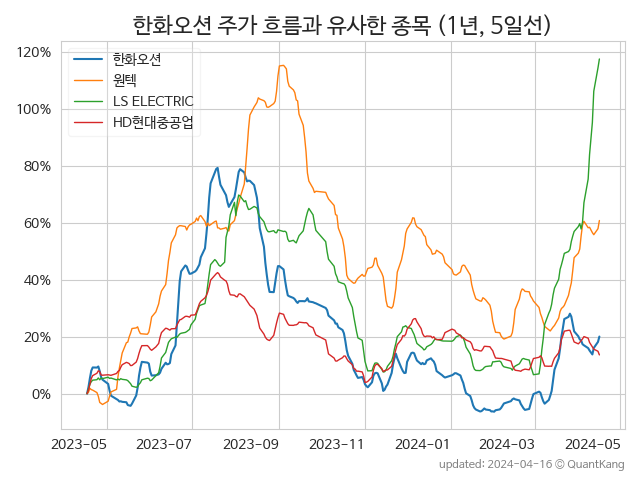 한화오션 주가 흐름과 유사한 종목 (1년, 5일선)
120%
100%
80%
60%
40%
20%
0%
한화오션
원텍
LS ELECTRIC
HD현대중공업
2023-05 2023-07 2023-09 2023-11 2024-01 2024-03 2024-05
updated: 2024-04-16 © QuantKang